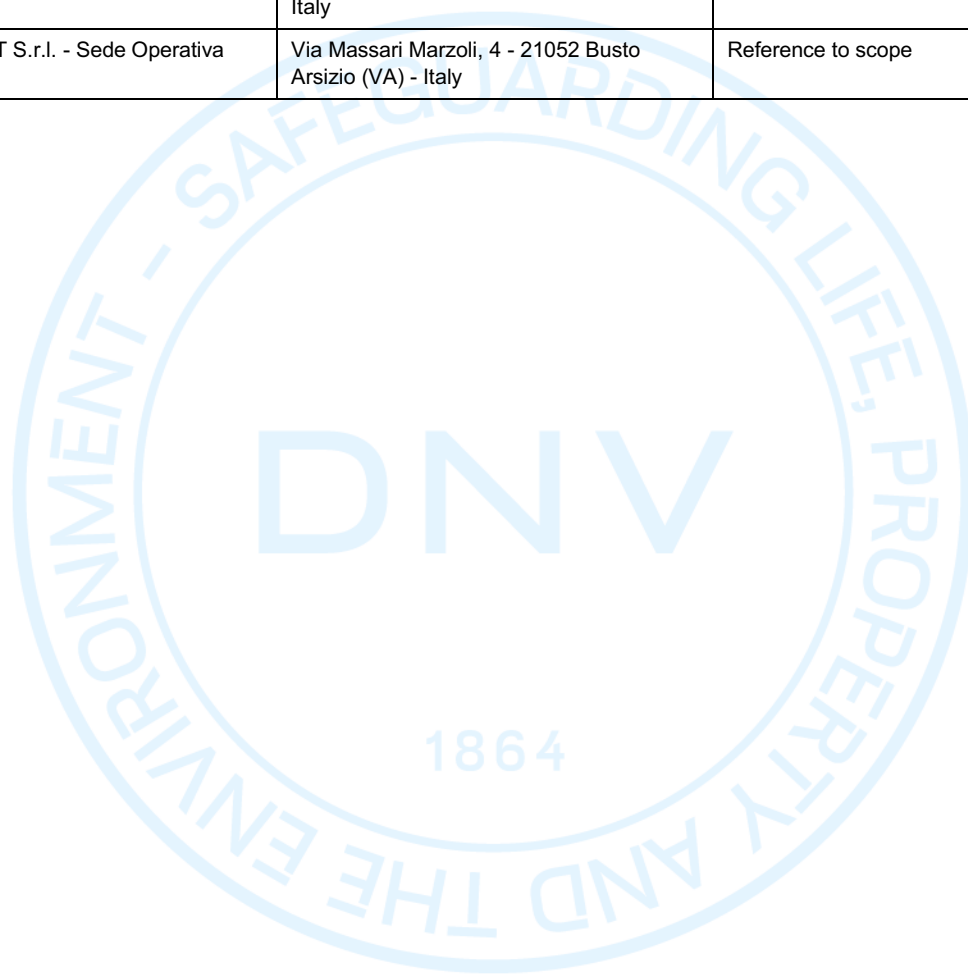 Italy
T S.r.l. - Sede Operativa
Via Massari Marzoli, 4 - 21052 Busto
Arsizio (VA) - Italy
Reference to scope
SAFEGUARDING LIFE, PROPERTY AND THE ENVIRONMENT -
DNV
1864